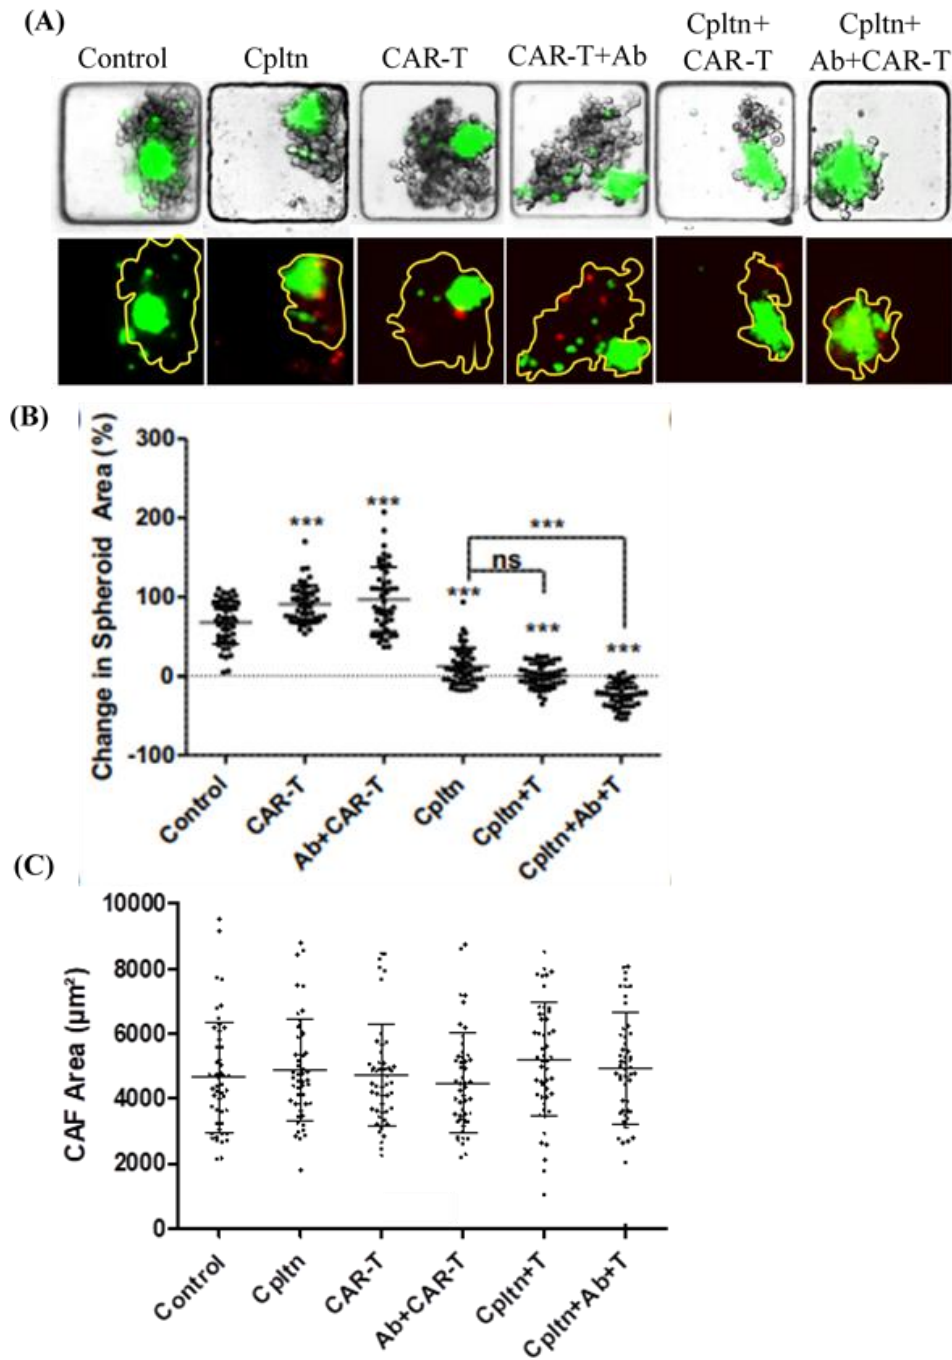 (A)
Control
Cpltn
CAR-T
CAR-T+Ab
Cpltn+
CAR-T
Cpltn+
Ab+CAR-T
(B)
Change in Spheroid Area (%)
300
200
100
0
-100
***
***
***
ns
***
***
***
Control
CAR-T
Ab+CAR-T
Cpltn
Cpltn+T
Cpltn+Ab+T
(C)
CAF Area (µm²)
10000
8000
6000
4000
2000
0
Control
Cpltn
CAR-T
Ab+CAR-T
Cpltn+T
Cpltn+Ab+T